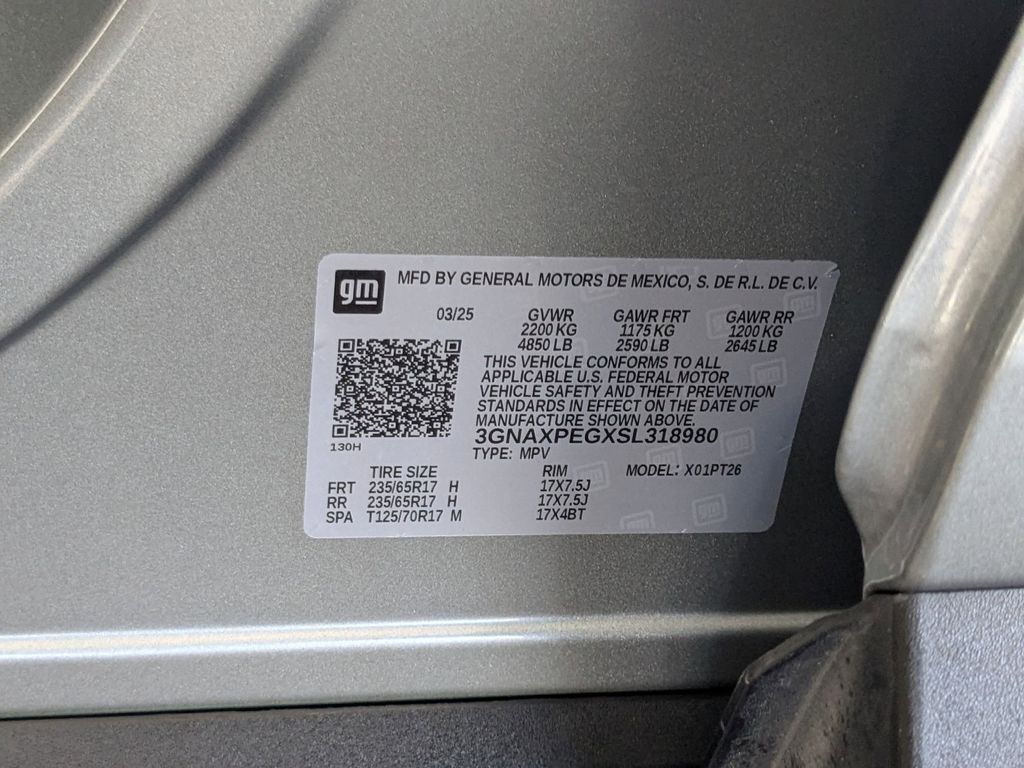 gm MFD BY GENERAL MOTORS DE MEXICO, S. DE R.L. DE C.V.
03/25 GVWR GAWR FRT GAWR RR
2200 KG 1175 KG 1200 KG
4850 LB 2590 LB 2645 LB
THIS VEHICLE CONFORMS TO ALL
APPLICABLE U.S. FEDERAL MOTOR
VEHICLE SAFETY AND THEFT PREVENTION
STANDARDS IN EFFECT ON THE DATE OF
MANUFACTURE SHOWN ABOVE.
3GNAXPEGXSL318980
130H
TYPE: MPV
TIRE SIZE RIM MODEL: X01PT26
FRT 235/65R17 H 17X7.5J
RR 235/65R17 H 17X7.5J
SPA T125/70R17 M 17X4BT